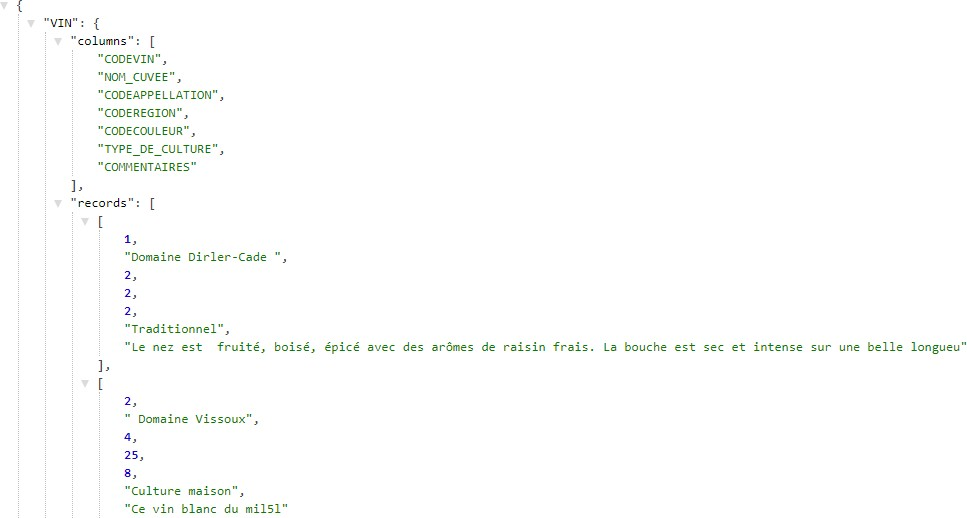 {
"VIN": {
"columns": [
"CODEVIN",
"NOM_CUVEE",
"CODEAPPELLATION",
"CODEREGION",
"CODECOULEUR",
"TYPE_DE_CULTURE",
"COMMENTAIRES"
],
"records": [
[
1,
"Domaine Dirler-Cade ",
2,
2,
2,
"Traditionnel",
"Le nez est  fruité, boisé, épicé avec des arômes de raisin frais. La bouche est sec et intense sur une belle longueu"
],
[
2,
" Domaine Vissoux",
4,
25,
8,
"Culture maison",
"Ce vin blanc du mil5l"